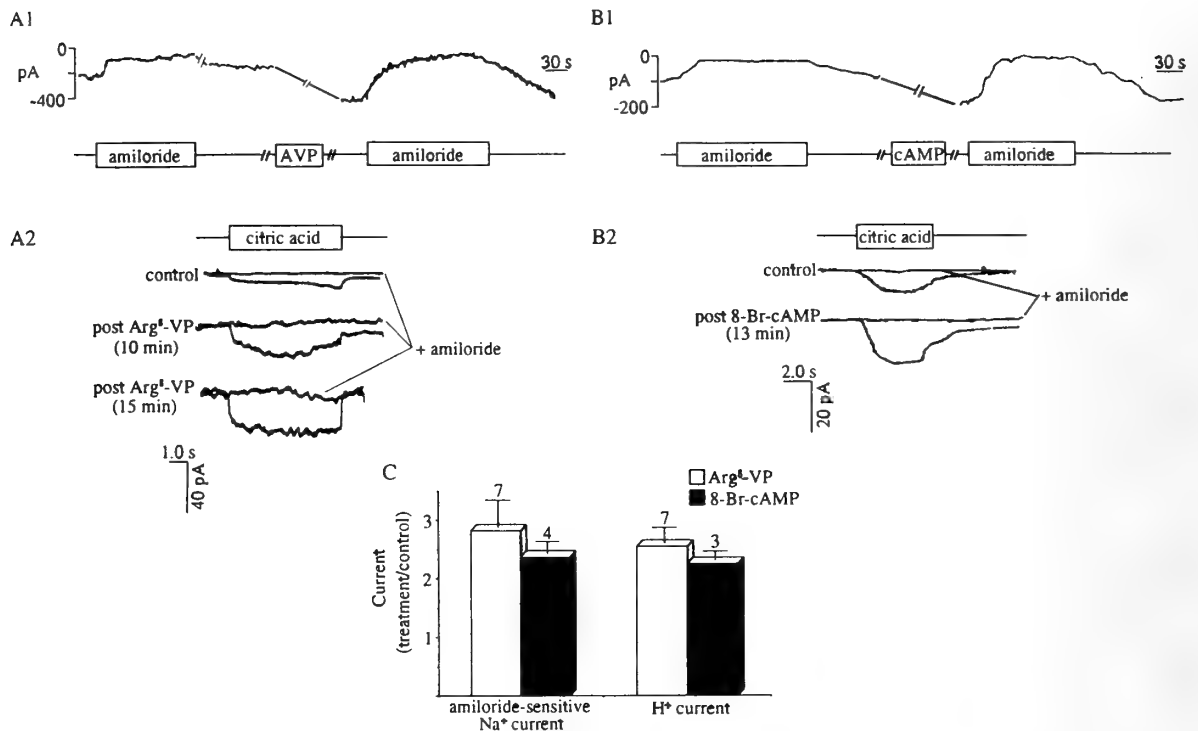 A1
0
pA
-400
30 s
amiloride
AVP
amiloride
B1
0
pA
-200
30 s
amiloride
cAMP
amiloride
A2
citric acid
control
post Arg⁸-VP
(10 min)
+ amiloride
post Arg⁸-VP
(15 min)
1.0 s
40 pA
B2
citric acid
control
+ amiloride
post 8-Br-cAMP
(13 min)
2.0 s
20 pA
C
Arg⁸-VP
8-Br-cAMP
Current
(treatment/control)
3
2
1
7
4
7
3
amiloride-sensitive
Na⁺ current
H⁺ current